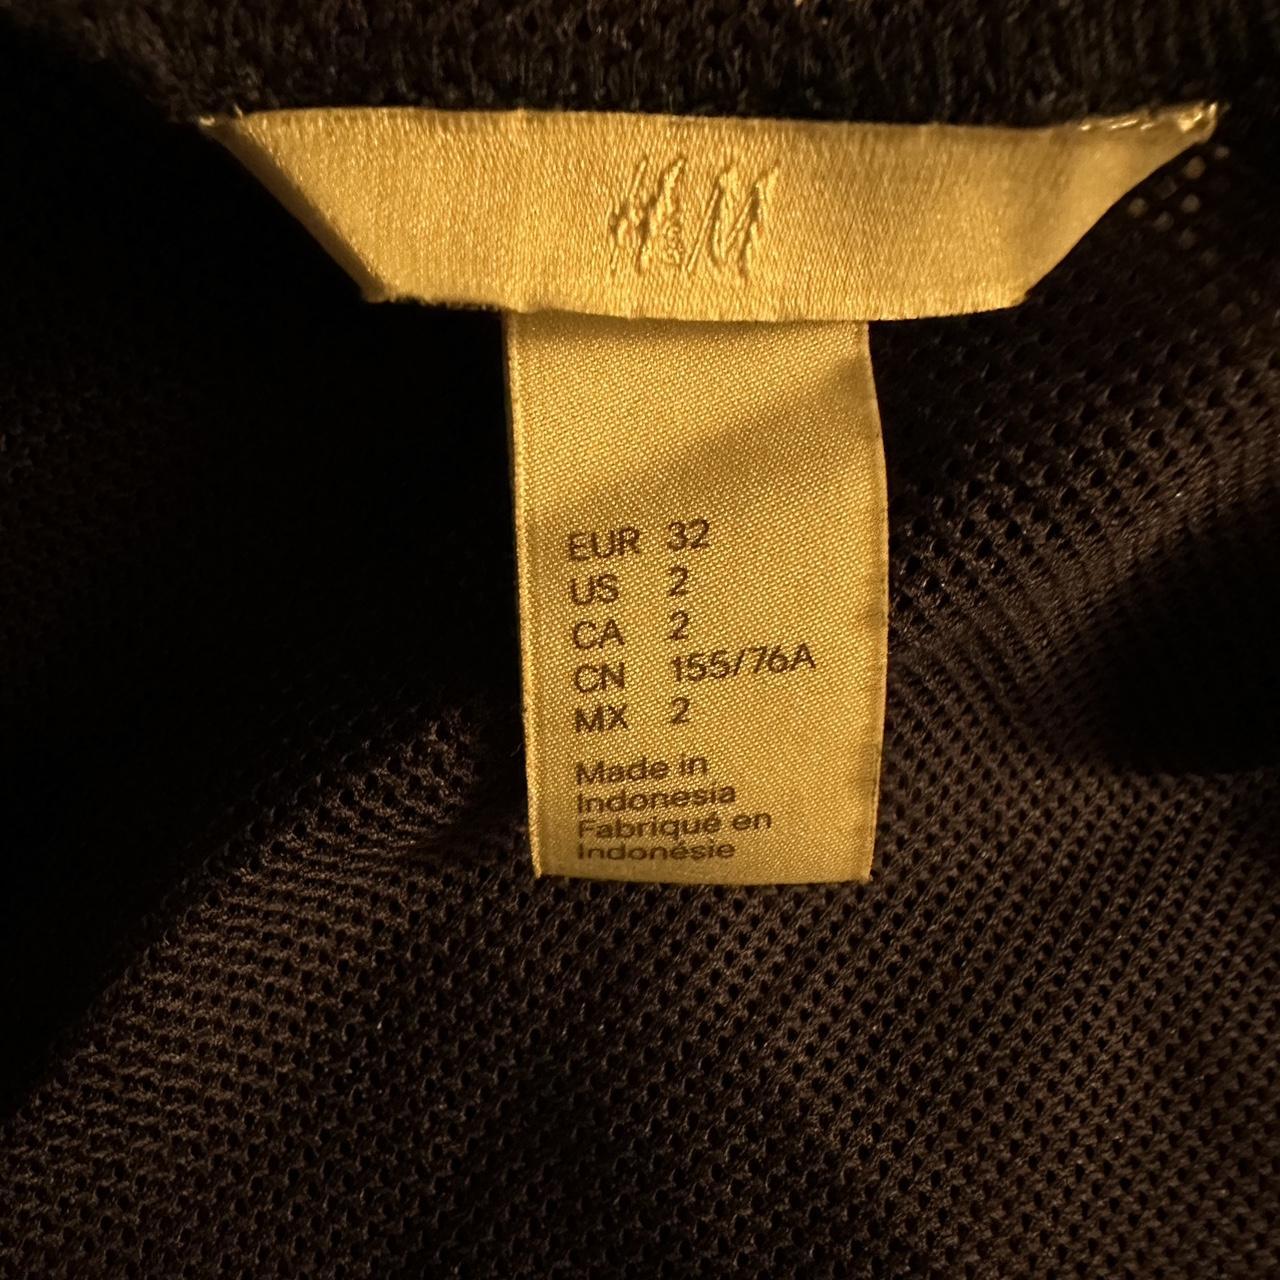 H&M
EUR 32
US 2
CA 2
CN 155/76A
MX 2
Made in
Indonesia
Fabriqué en
Indonésie